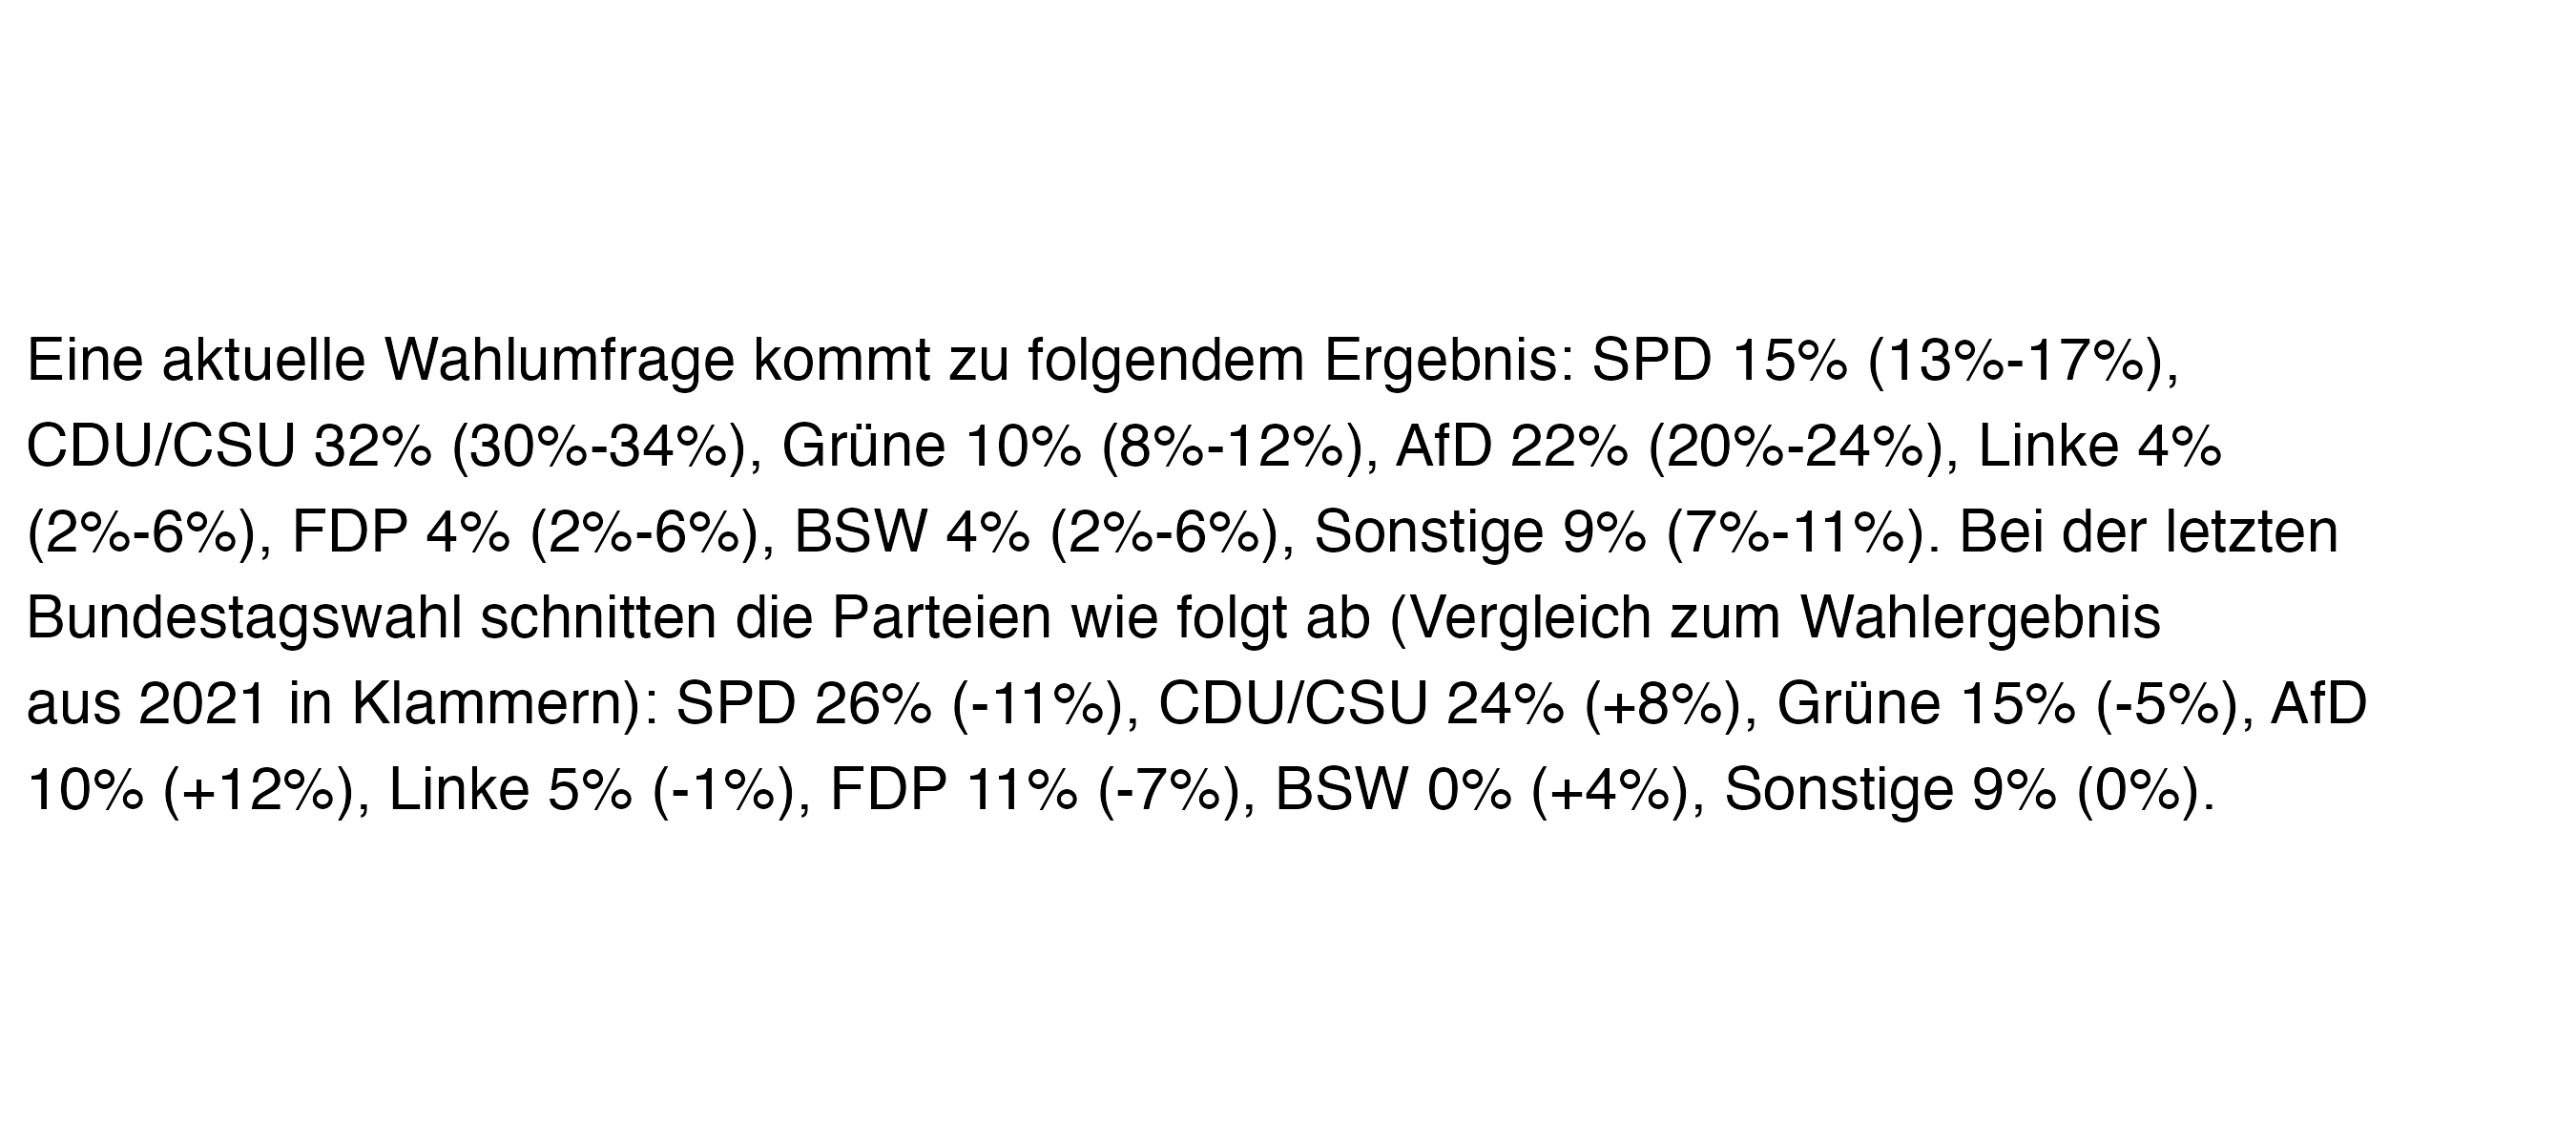 Eine aktuelle Wahlumfrage kommt zu folgendem Ergebnis: SPD 15% (13%-17%),
CDU/CSU 32% (30%-34%), Grüne 10% (8%-12%), AfD 22% (20%-24%), Linke 4%
(2%-6%), FDP 4% (2%-6%), BSW 4% (2%-6%), Sonstige 9% (7%-11%). Bei der letzten
Bundestagswahl schnitten die Parteien wie folgt ab (Vergleich zum Wahlergebnis
aus 2021 in Klammern): SPD 26% (-11%), CDU/CSU 24% (+8%), Grüne 15% (-5%), AfD
10% (+12%), Linke 5% (-1%), FDP 11% (-7%), BSW 0% (+4%), Sonstige 9% (0%).